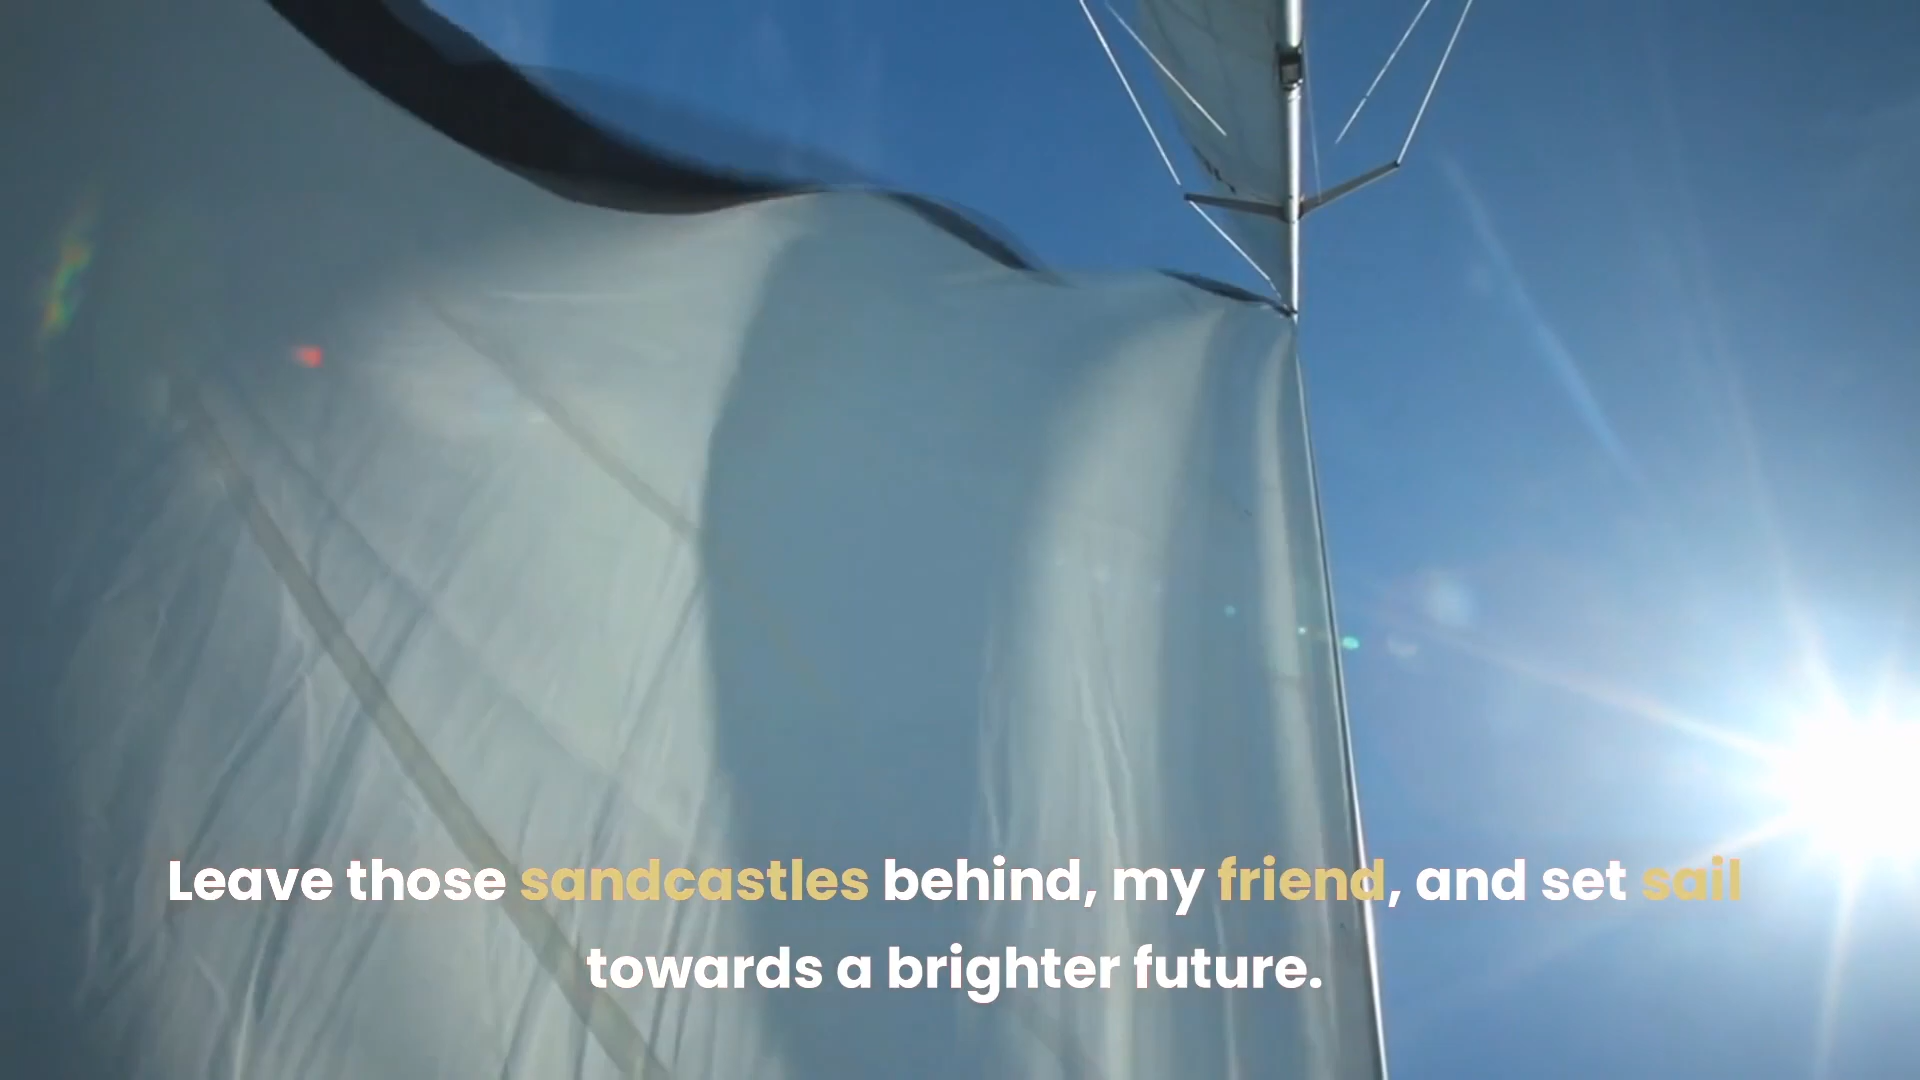 Leave those sandcastles behind, my friend, and set sail
towards a brighter future.